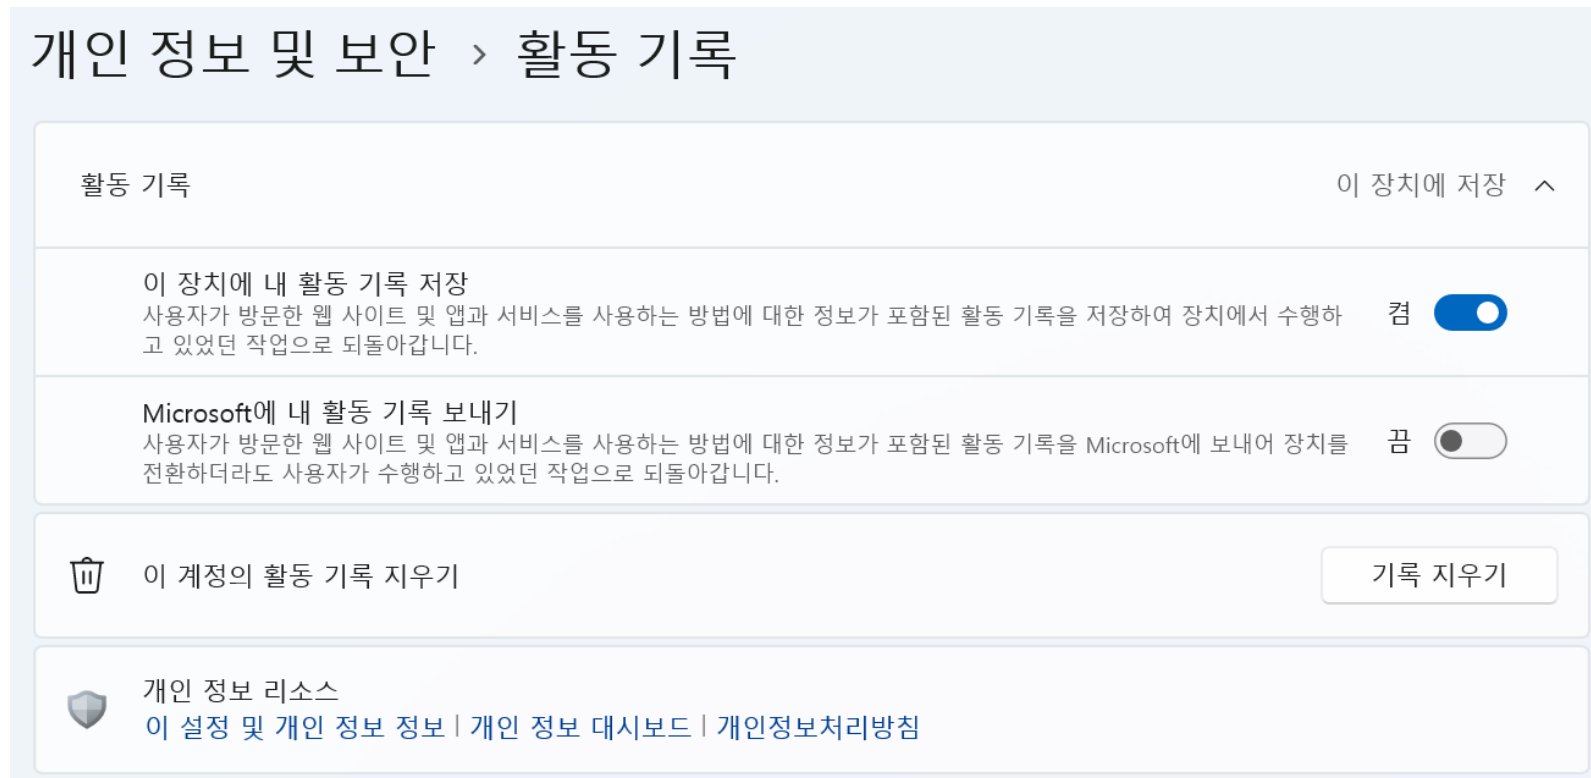 개인 정보 및 보안 › 활동 기록
활동 기록
이 장치에 저장
이 장치에 내 활동 기록 저장
사용자가 방문한 웹 사이트 및 앱과 서비스를 사용하는 방법에 대한 정보가 포함된 활동 기록을 저장하여 장치에서 수행하
고 있었던 작업으로 되돌아갑니다.
켬
Microsoft에 내 활동 기록 보내기
사용자가 방문한 웹 사이트 및 앱과 서비스를 사용하는 방법에 대한 정보가 포함된 활동 기록을 Microsoft에 보내어 장치를
전환하더라도 사용자가 수행하고 있었던 작업으로 되돌아갑니다.
끔
이 계정의 활동 기록 지우기
기록 지우기
개인 정보 리소스
이 설정 및 개인 정보 정보 | 개인 정보 대시보드 | 개인정보처리방침